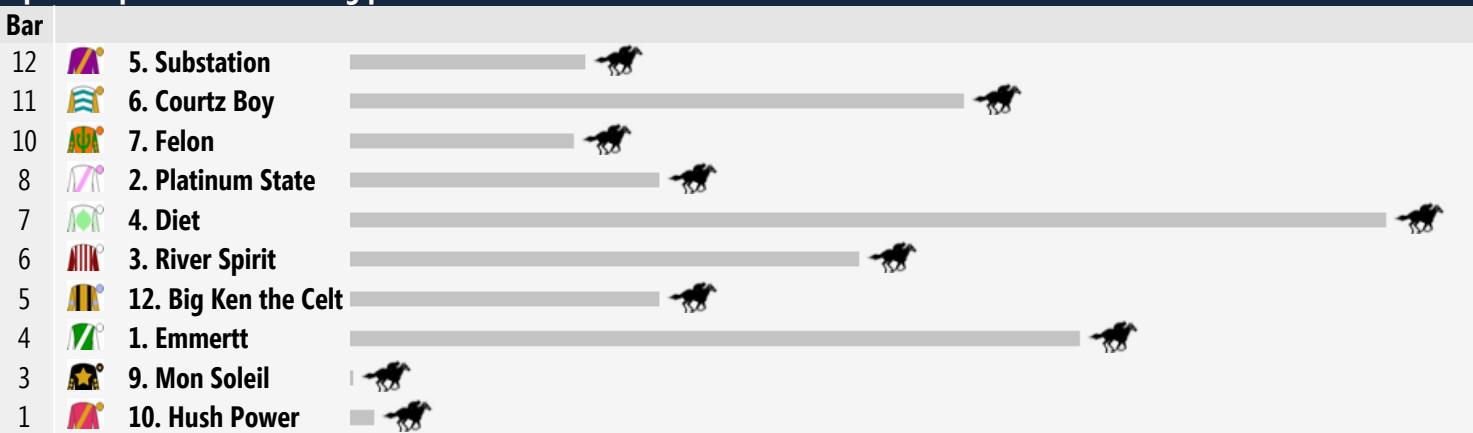 Bar
12 5. Substation
11 6. Courtz Boy
10 7. Felon
8 2. Platinum State
7 4. Diet
6 3. River Spirit
5 12. Big Ken the Celt
4 1. Emmertt
3 9. Mon Soleil
1 10. Hush Power